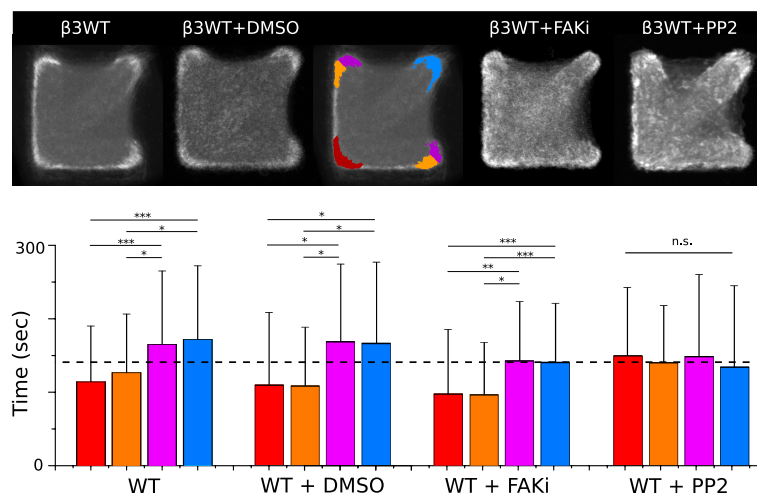 β3WT β3WT+DMSO β3WT+FAKi β3WT+PP2
*** * *** *
* * * *
*** *** ** *
n.s.
300
Time (sec)
0
WT WT + DMSO WT + FAKi WT + PP2